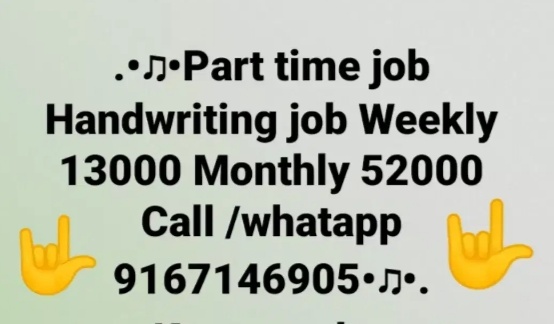 .•♫•Part time job
Handwriting job Weekly
13000 Monthly 52000
Call /whatapp
9167146905•♫•.